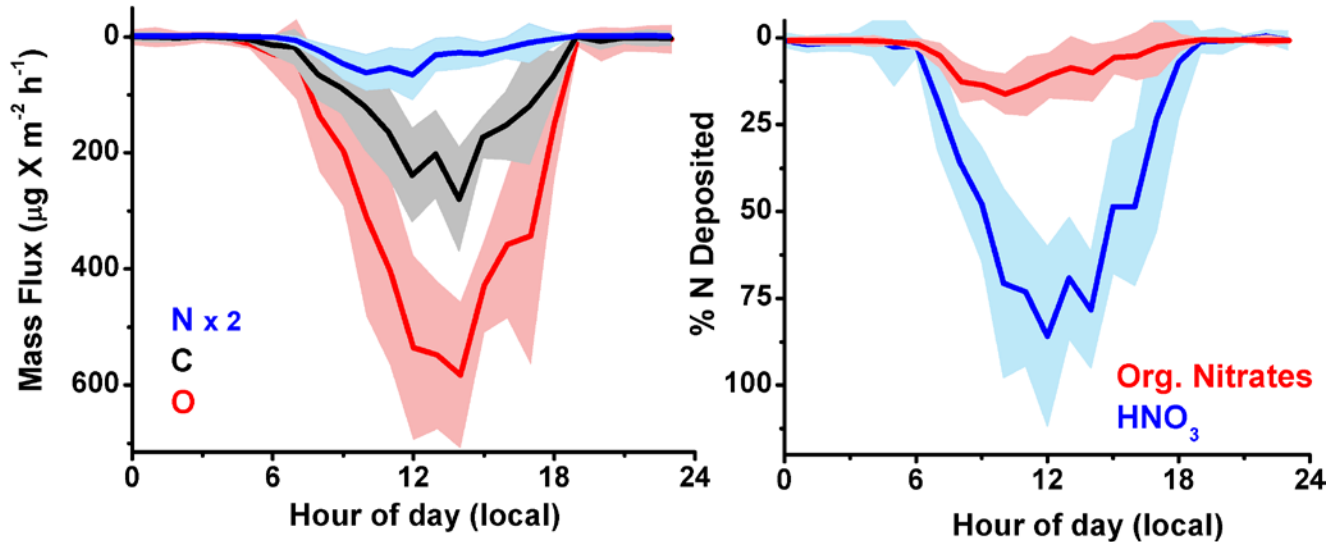 Mass Flux (μg X m⁻² h⁻¹)
0
200
400
600
N x 2
C
O
0
6
12
18
24
Hour of day (local)
% N Deposited
0
25
50
75
100
Org. Nitrates
HNO₃
0
6
12
18
24
Hour of day (local)